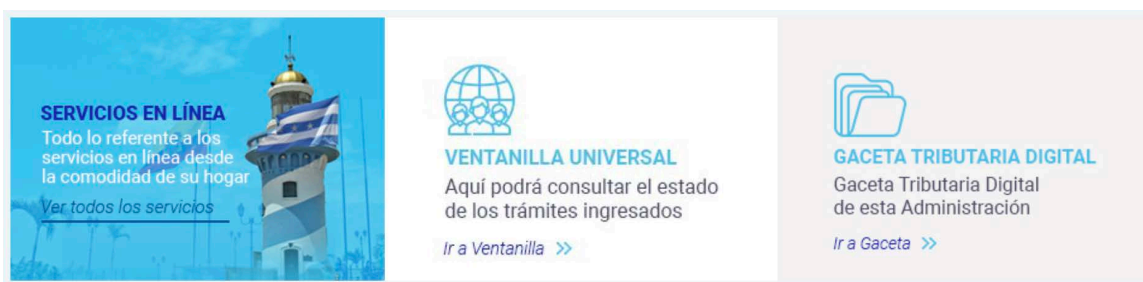 SERVICIOS EN LÍNEA
Todo lo referente a los
servicios en línea desde
la comodidad de su hogar
Ver todos los servicios
VENTANILLA UNIVERSAL
Aquí podrá consultar el estado
de los trámites ingresados
Ir a Ventanilla »
GACETA TRIBUTARIA DIGITAL
Gaceta Tributaria Digital
de esta Administración
Ir a Gaceta »